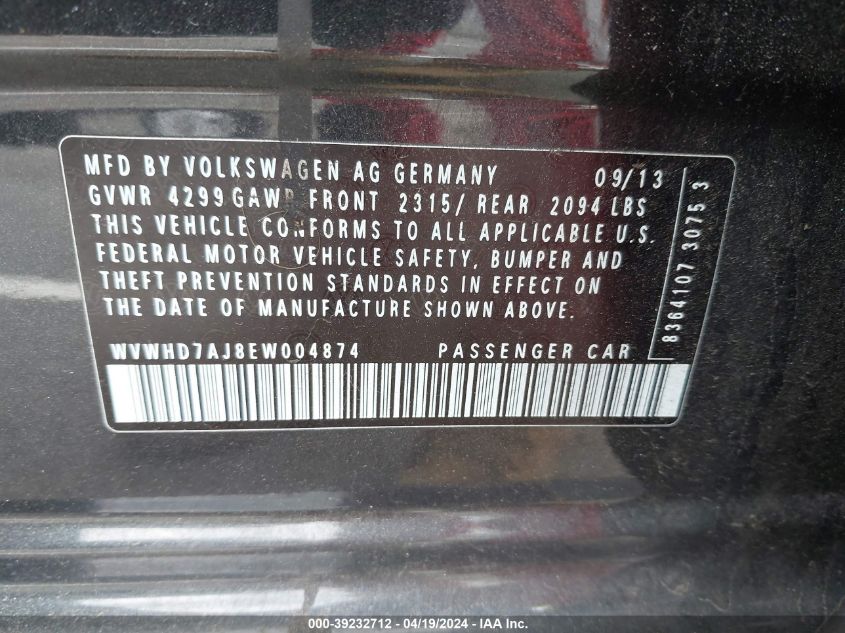 MFD BY VOLKSWAGEN AG GERMANY 09/13
GVWR 4299 GAWR FRONT 2315/ REAR 2094 LBS
THIS VEHICLE CONFORMS TO ALL APPLICABLE U.S.
FEDERAL MOTOR VEHICLE SAFETY, BUMPER AND
THEFT PREVENTION STANDARDS IN EFFECT ON
THE DATE OF MANUFACTURE SHOWN ABOVE.
WVWHD7AJ8EW004874 PASSENGER CAR
8364107 3075 3
000-39232712 - 04/19/2024 - IAA Inc.